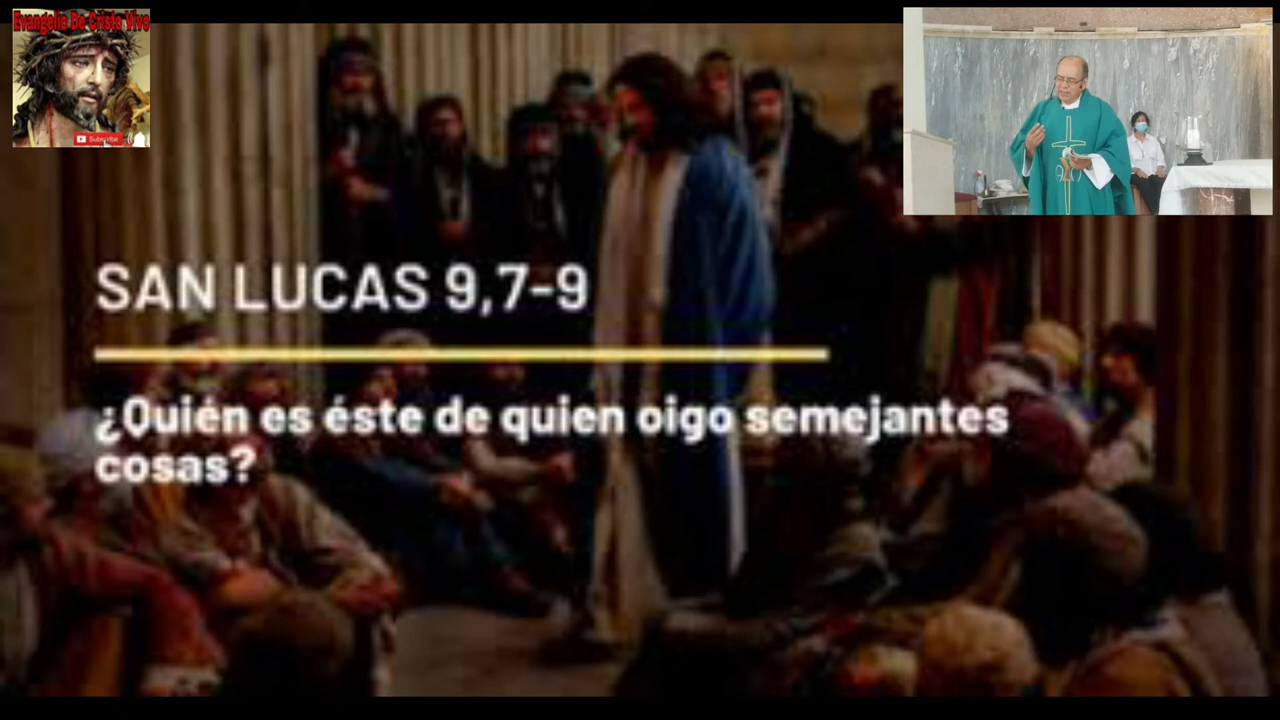 Evangelio De Cristo Vivo
Subscribe
SAN LUCAS 9,7-9
¿Quién es éste de quien oigo semejantes
cosas?